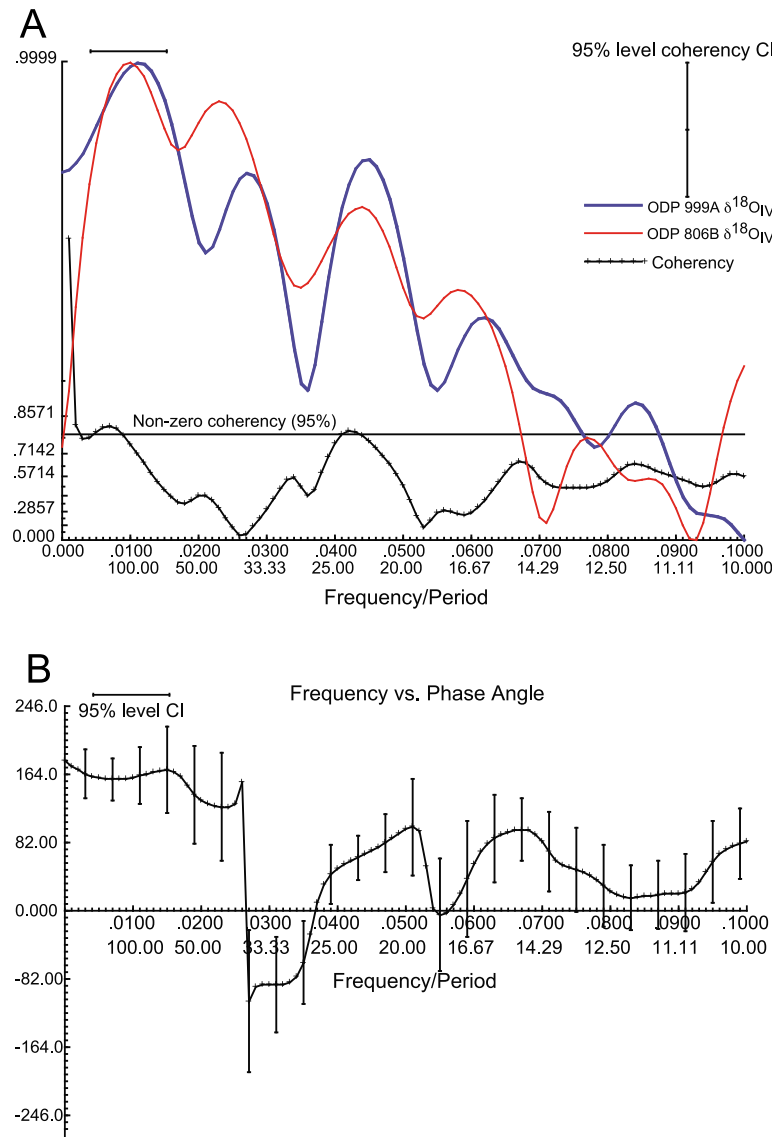 A
.9999
95% level coherency CI
ODP 999A δ18OIV
ODP 806B δ18OIV
Coherency
.8571
Non-zero coherency (95%)
.7142
.5714
.2857
0.000
0.000 .0100 .0200 .0300 .0400 .0500 .0600 .0700 .0800 .0900 .1000
100.00 50.00 33.33 25.00 20.00 16.67 14.29 12.50 11.11 10.000
Frequency/Period
B
246.0
95% level CI
Frequency vs. Phase Angle
164.0
82.00
0.000
.0100 .0200 .0300 .0400 .0500 .0600 .0700 .0800 .0900 .1000
100.00 50.00 33.33 25.00 20.00 16.67 14.29 12.50 11.11 10.00
-82.00
Frequency/Period
-164.0
-246.0